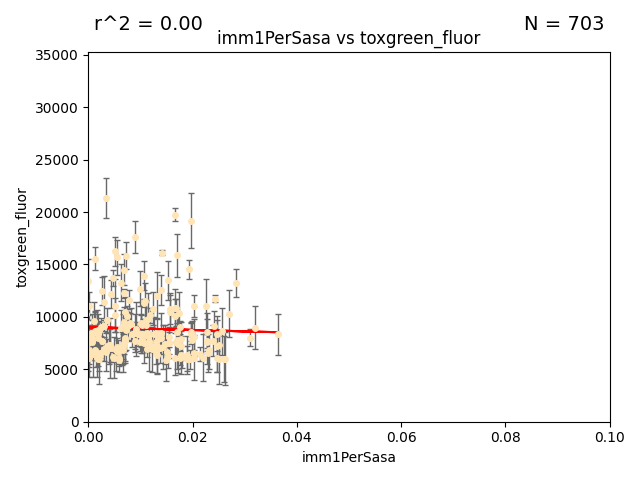 r^2 = 0.00
N = 703
imm1PerSasa vs toxgreen_fluor
35000
30000
25000
20000
15000
10000
5000
0
toxgreen_fluor
0.00
0.02
0.04
0.06
0.08
0.10
imm1PerSasa